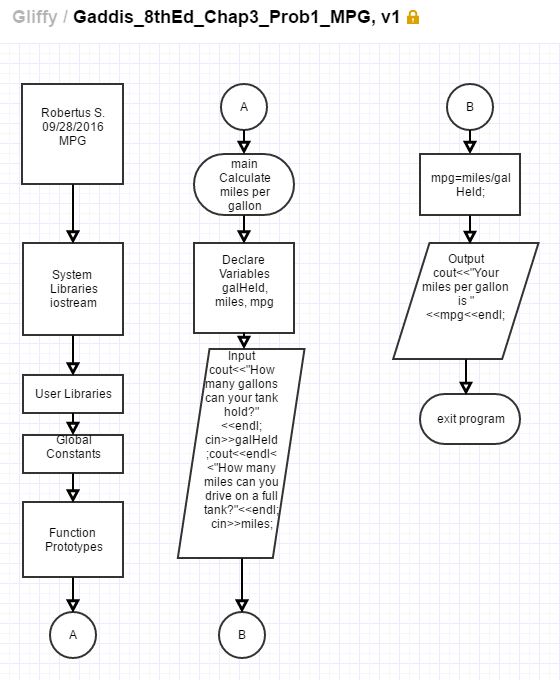 Gliffy / Gaddis_8thEd_Chap3_Prob1_MPG, v1
Robertus S.
09/28/2016
MPG
System
Libraries
iostream
User Libraries
Global
Constants
Function
Prototypes
A
A
main
Calculate
miles per
gallon
Declare
Variables
galHeld,
miles, mpg
Input
cout<<"How
many gallons
can your tank
hold?"
<<endl;
cin>>galHeld
;cout<<endl<
<"How many
miles can you
drive on a full
tank?"<<endl;
cin>>miles;
B
B
mpg=miles/gal
Held;
Output
cout<<"Your
miles per gallon
is "
<<mpg<<endl;
exit program